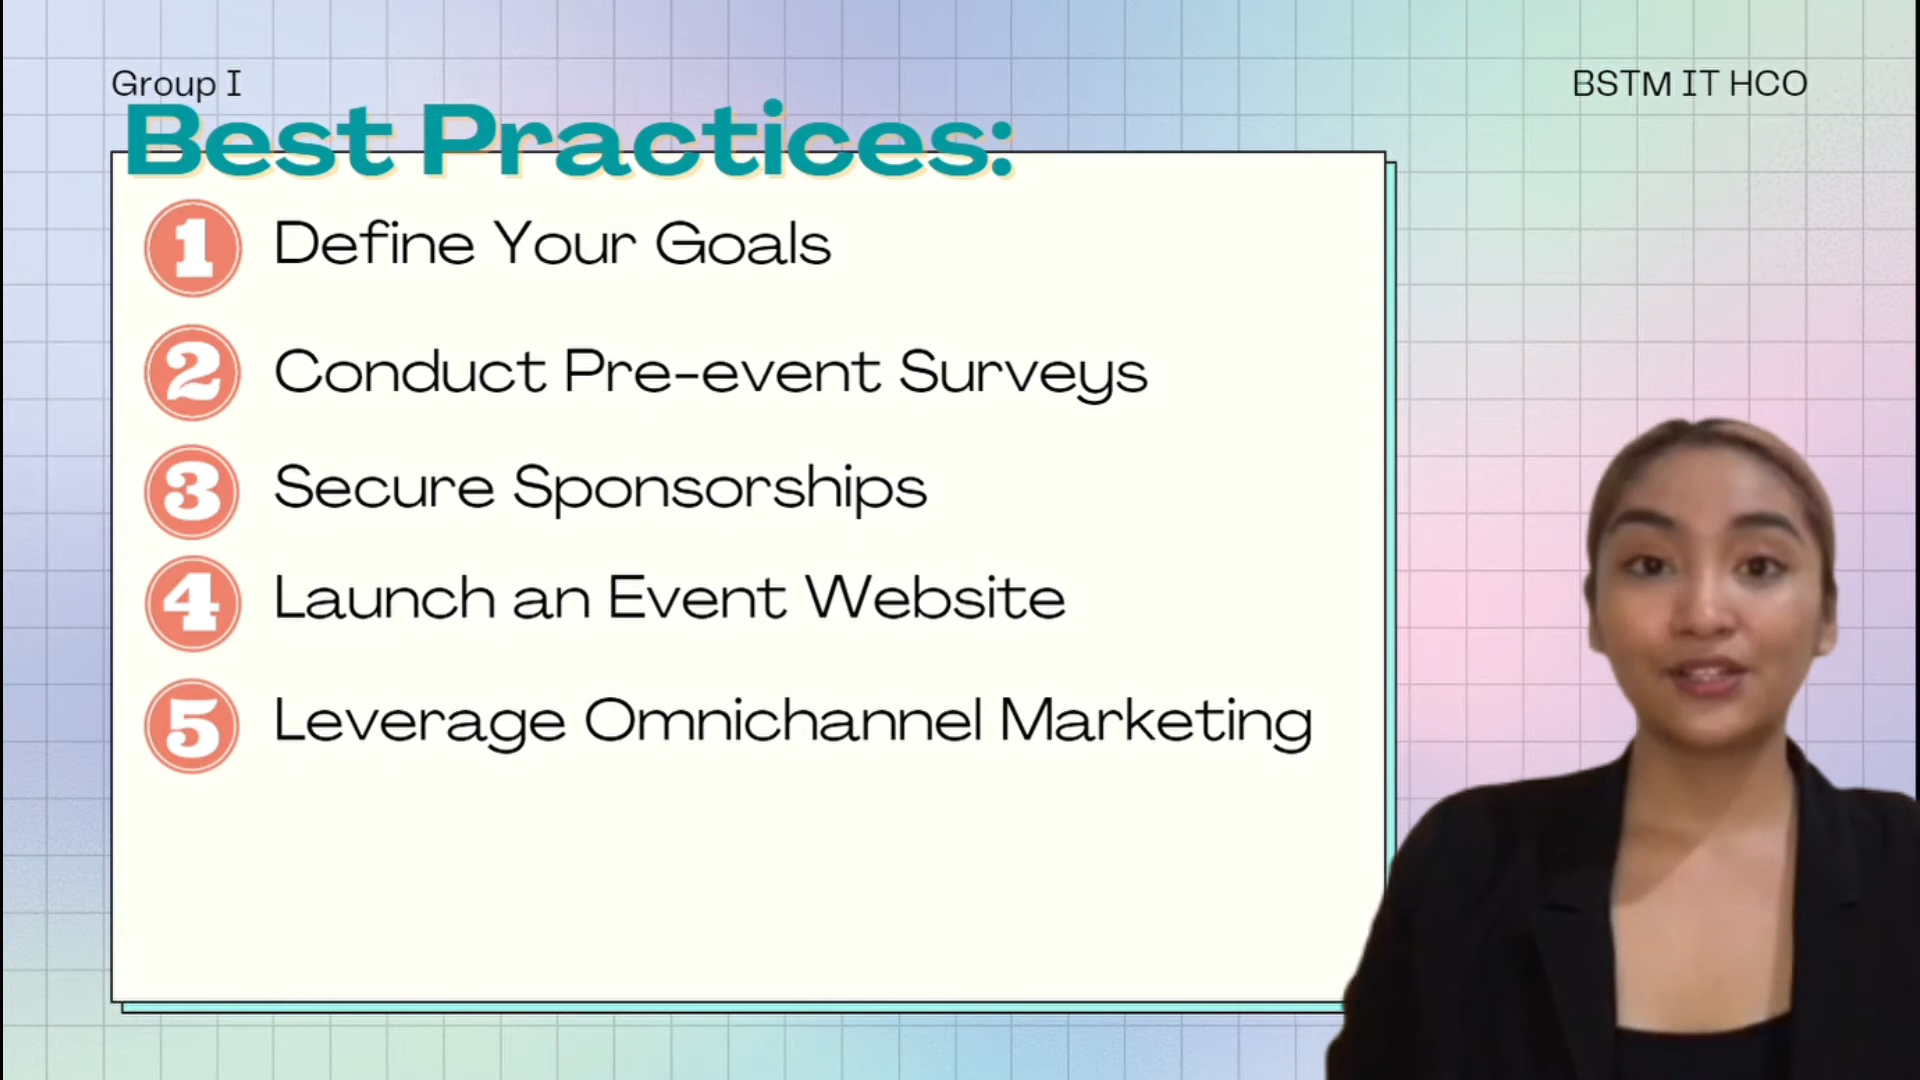 Group I
BSTM IT HCO
Best Practices:
1 Define Your Goals
2 Conduct Pre-event Surveys
3 Secure Sponsorships
4 Launch an Event Website
5 Leverage Omnichannel Marketing